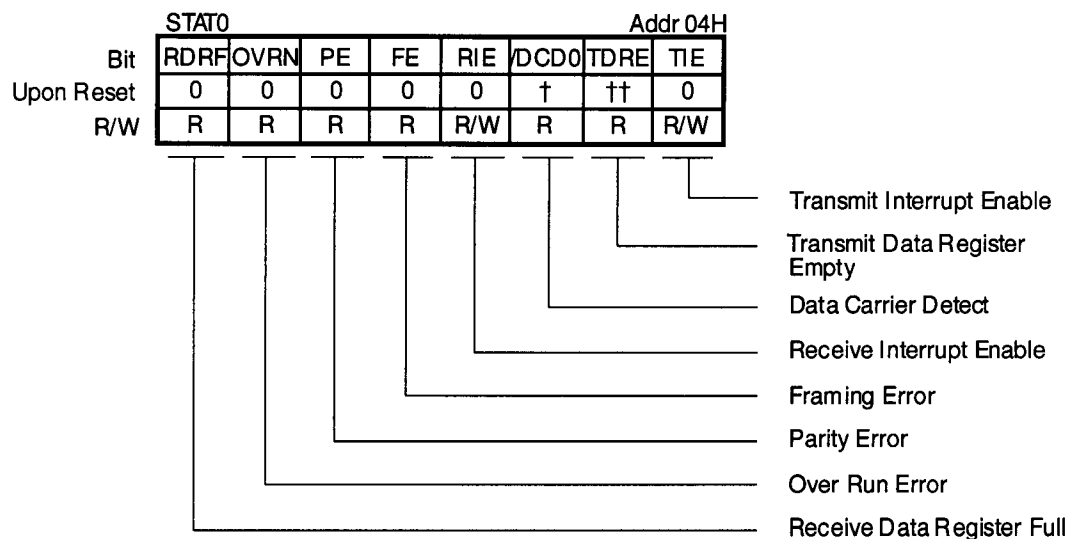 STAT0 Addr 04H
Bit RDRF OVRN PE FE RIE /DCD0 TDRE TIE
Upon Reset 0 0 0 0 0 † †† 0
R/W R R R R R/W R R R/W
Transmit Interrupt Enable
Transmit Data Register
Empty
Data Carrier Detect
Receive Interrupt Enable
Framing Error
Parity Error
Over Run Error
Receive Data Register Full